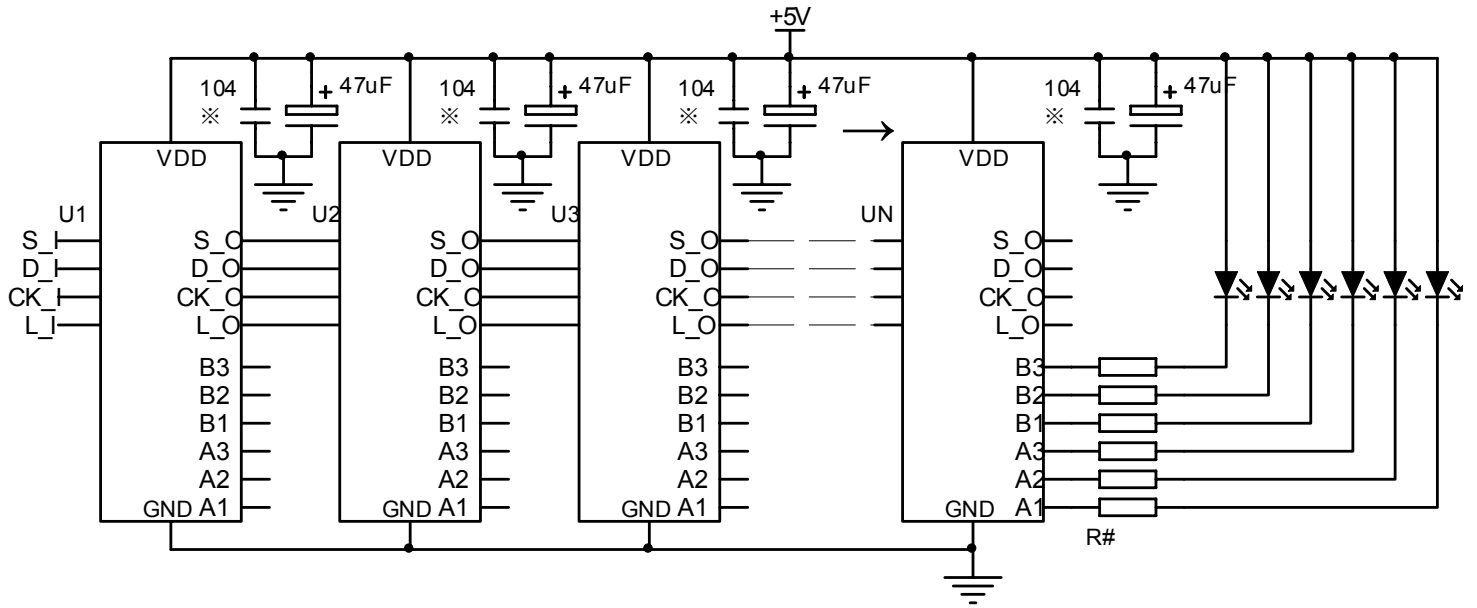 +5V
104 ※ + 47uF
104 ※ + 47uF
104 ※ + 47uF
104 ※ + 47uF
VDD VDD VDD VDD
U1 U2 U3 UN
S_I S_O S_O S_O S_O
D_I D_O D_O D_O D_O
CK_I CK_O CK_O CK_O CK_O
L_I L_O L_O L_O L_O
B3 B3 B3 B3
B2 B2 B2 B2
B1 B1 B1 B1
A3 A3 A3 A3
A2 A2 A2 A2
GND A1 GND A1 GND A1 GND A1
R#